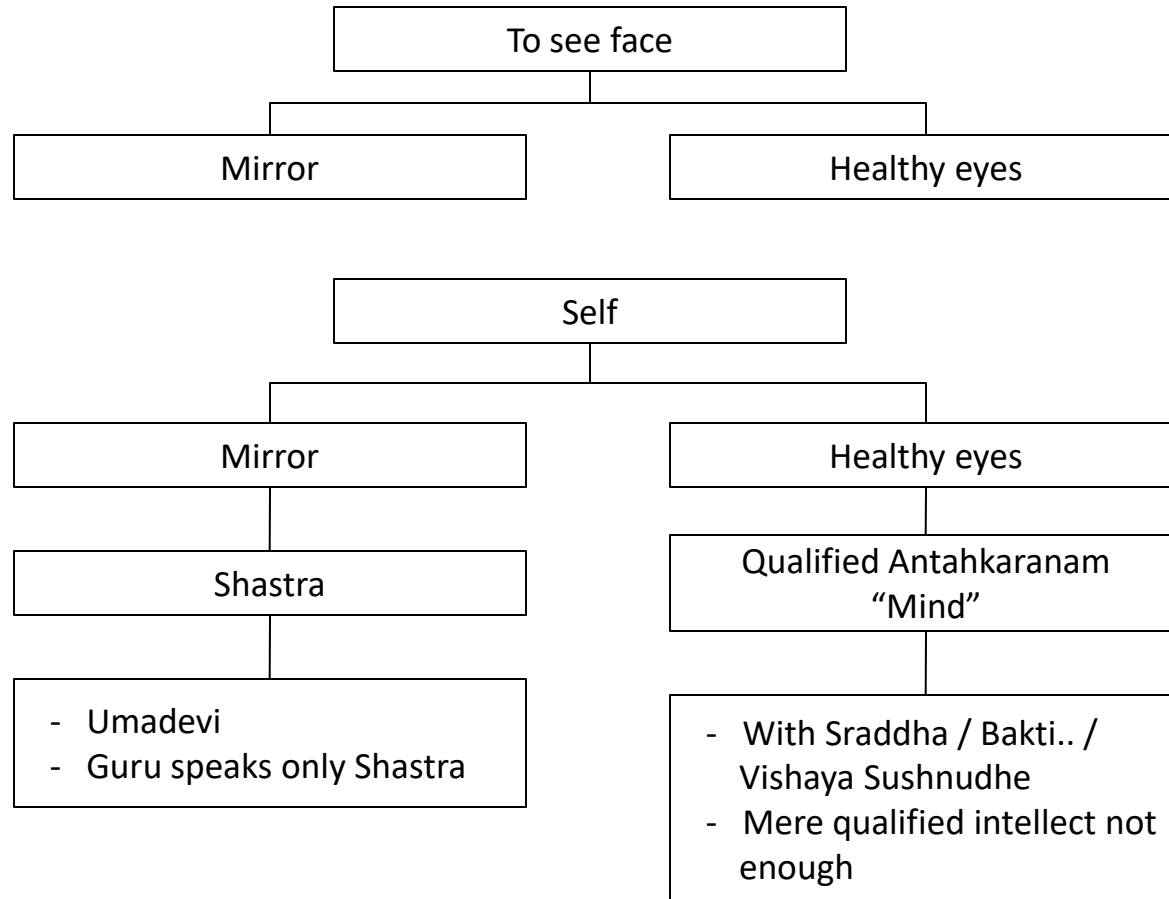 To see face
Mirror
Healthy eyes
Self
Mirror
Healthy eyes
Shastra
Qualified Antahkaranam
“Mind”
- Umadevi
- Guru speaks only Shastra
- With Sraddha / Bakti.. /
Vishaya Sushnudhe
- Mere qualified intellect not
enough